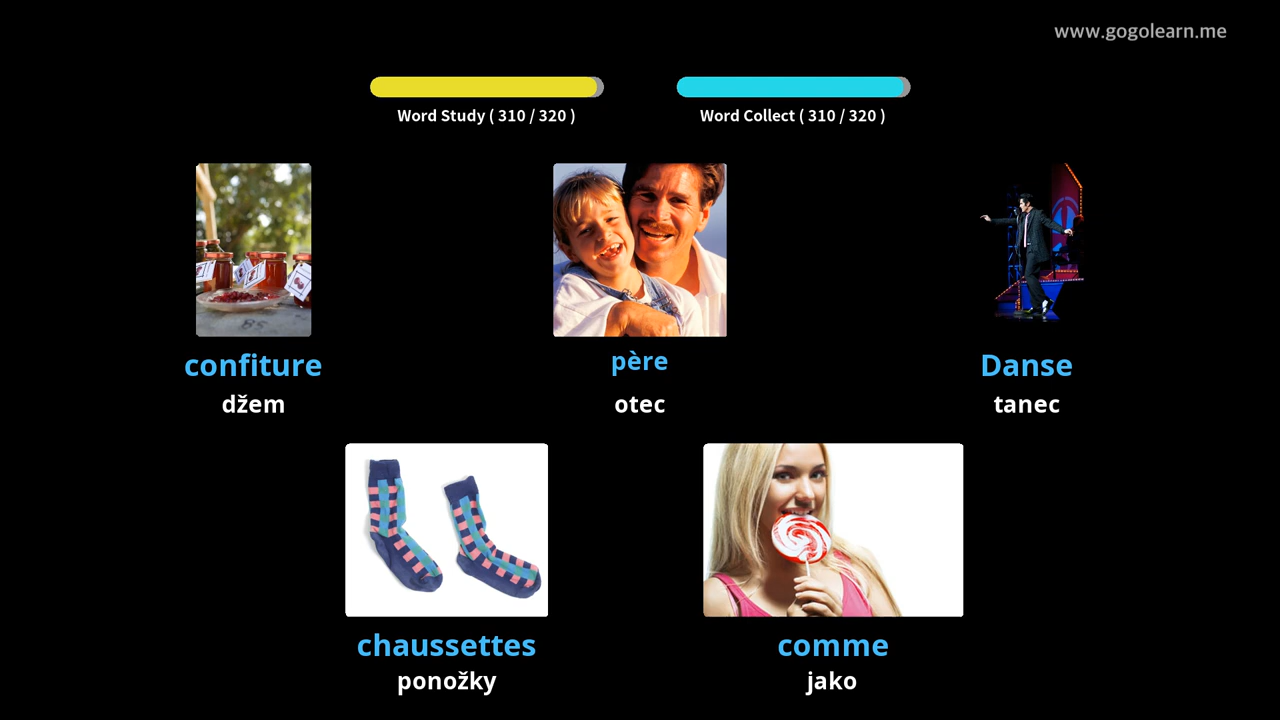 www.gogolearn.me
Word Study ( 310 / 320 )
Word Collect ( 310 / 320 )
confiture
džem
père
otec
Danse
tanec
chaussettes
ponožky
comme
jako